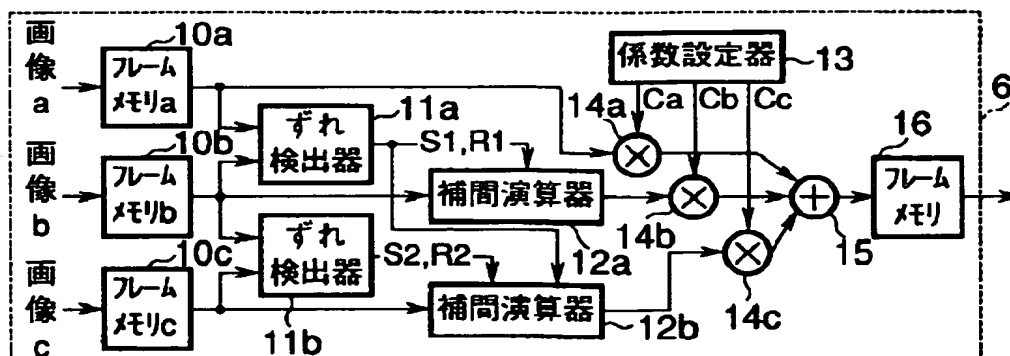 画像a
10a
フレームメモリa
11a
ずれ検出器
係数設定器
13
Ca
Cb
Cc
14a
6
画像b
10b
フレームメモリb
S1,R1
補間演算器
12a
14b
15
16
フレームメモリ
画像c
10c
フレームメモリc
ずれ検出器
11b
S2,R2
補間演算器
12b
14c